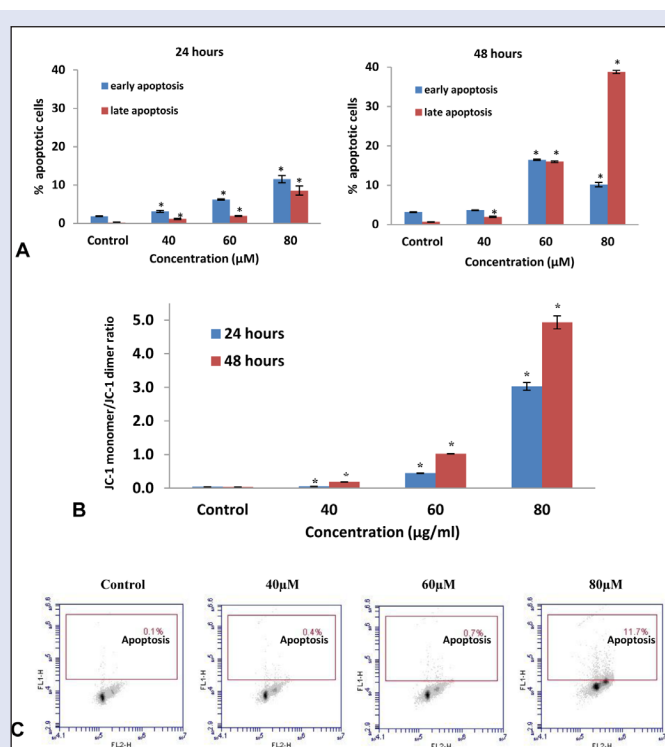 24 hours
early apoptosis
late apoptosis
% apoptotic cells
40
30
20
10
0
* * * * * *
Control 40 60 80
Concentration (µM)
48 hours
early apoptosis
late apoptosis
% apoptotic cells
40
30
20
10
0
* * * * *
Control 40 60 80
Concentration (µM)
A
JC-1 monomer/JC-1 dimer ratio
5.0
4.0
3.0
2.0
1.0
0.0
24 hours
48 hours
* * * * * *
Control 40 60 80
Concentration (µg/ml)
B
Control
0.1%
Apoptosis
FL1-H
FL2-H
40µM
0.4%
Apoptosis
FL1-H
FL2-H
60µM
0.7%
Apoptosis
FL1-H
FL2-H
80µM
11.7%
Apoptosis
FL1-H
FL2-H
C